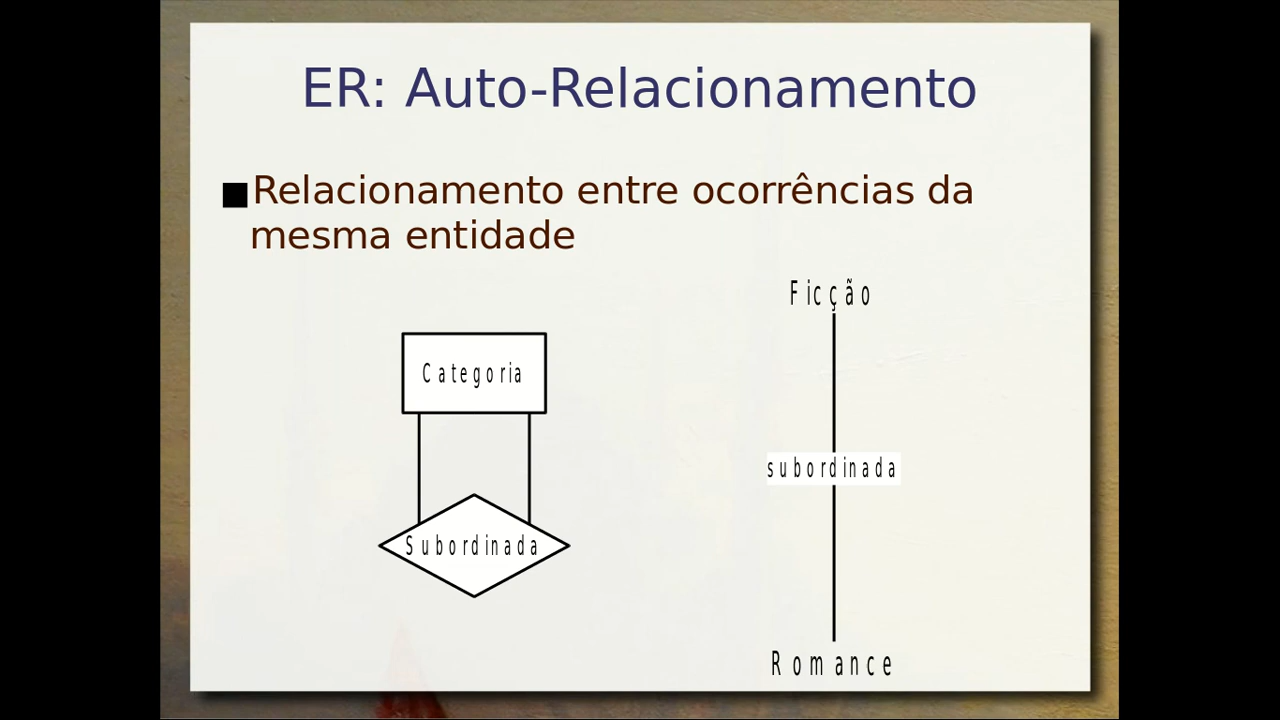 ER: Auto-Relacionamento
Relacionamento entre ocorrências da
mesma entidade
Ficção
Categoria
subordinada
Subordinada
Romance